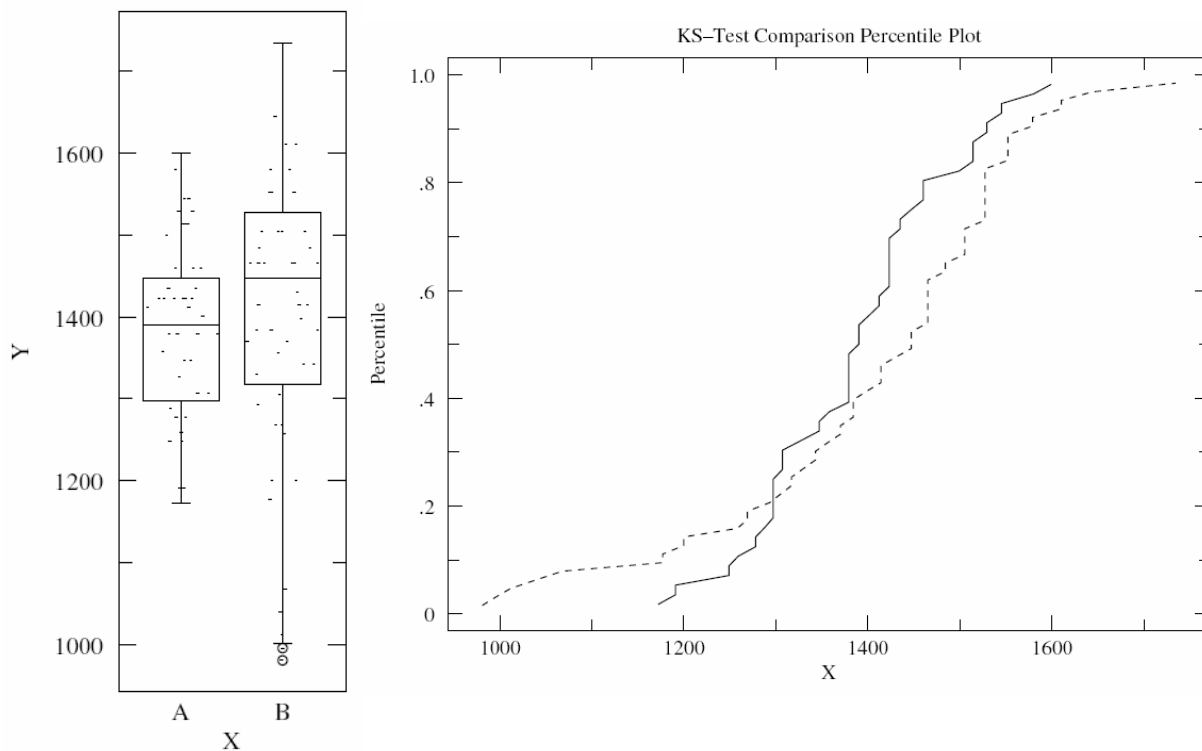 1600
1400
1200
1000
Y
A B
X
KS–Test Comparison Percentile Plot
1.0
.8
.6
.4
.2
0
Percentile
1000 1200 1400 1600
X